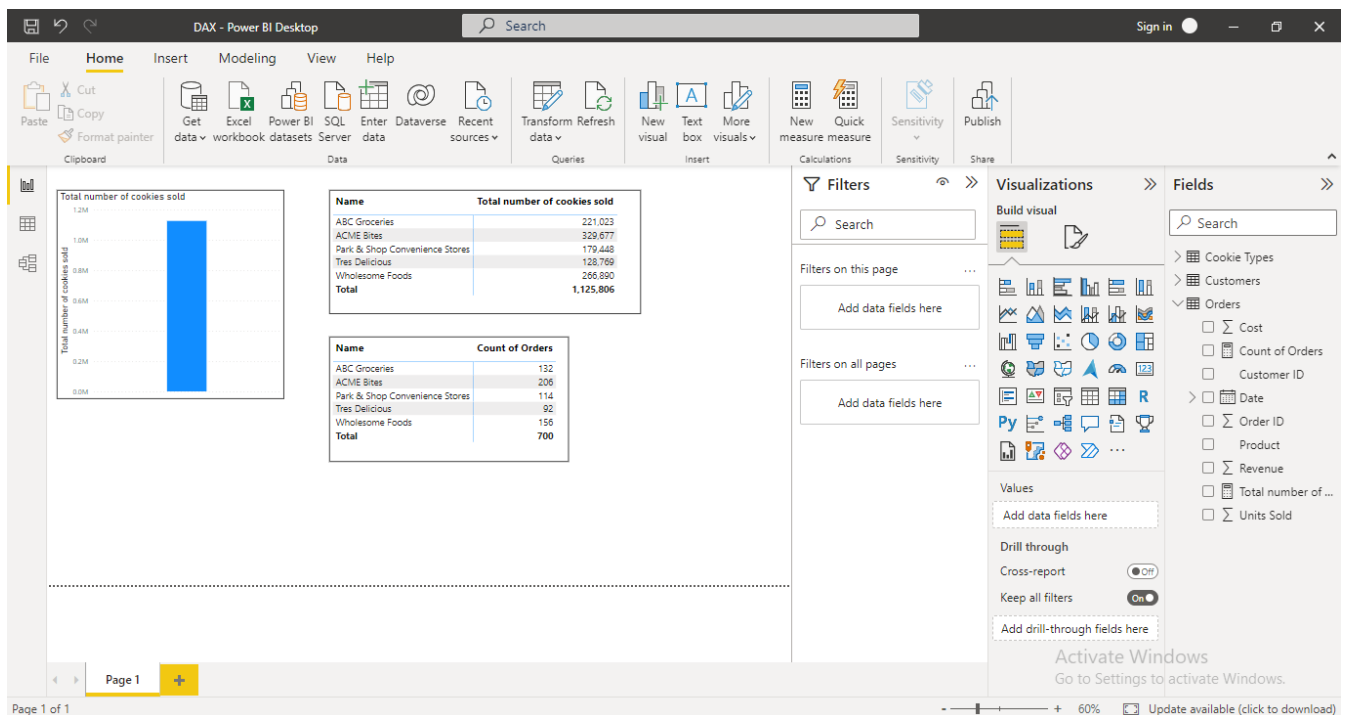 DAX - Power BI Desktop
Search
Sign in
File Home Insert Modeling View Help
Paste
Cut
Copy
Format painter
Clipboard
Get data
Excel workbook
Power BI datasets
SQL Server
Enter data
Dataverse
Recent sources
Data
Transform data
Refresh
Queries
New visual
Text box
More visuals
Insert
New measure
Quick measure
Calculations
Sensitivity
Sensitivity
Publish
Share
Total number of cookies sold
Total number of cookies sold
1.2M
1.0M
0.8M
0.6M
0.4M
0.2M
0.0M
Name Total number of cookies sold
ABC Groceries 221,023
ACME Bites 329,677
Park & Shop Convenience Stores 179,448
Tres Delicious 128,769
Wholesome Foods 266,890
Total 1,125,806
Name Count of Orders
ABC Groceries 132
ACME Bites 206
Park & Shop Convenience Stores 114
Tres Delicious 92
Wholesome Foods 156
Total 700
Filters
Search
Filters on this page ...
Add data fields here
Filters on all pages ...
Add data fields here
Visualizations
Build visual
123
R
Py
...
Values
Add data fields here
Drill through
Cross-report Off
Keep all filters On
Add drill-through fields here
Fields
Search
Cookie Types
Customers
Orders
∑ Cost
Count of Orders
Customer ID
Date
∑ Order ID
Product
∑ Revenue
Total number of ...
∑ Units Sold
Activate Windows
Go to Settings to activate Windows.
Page 1
+
Page 1 of 1
- + 60%
Update available (click to download)